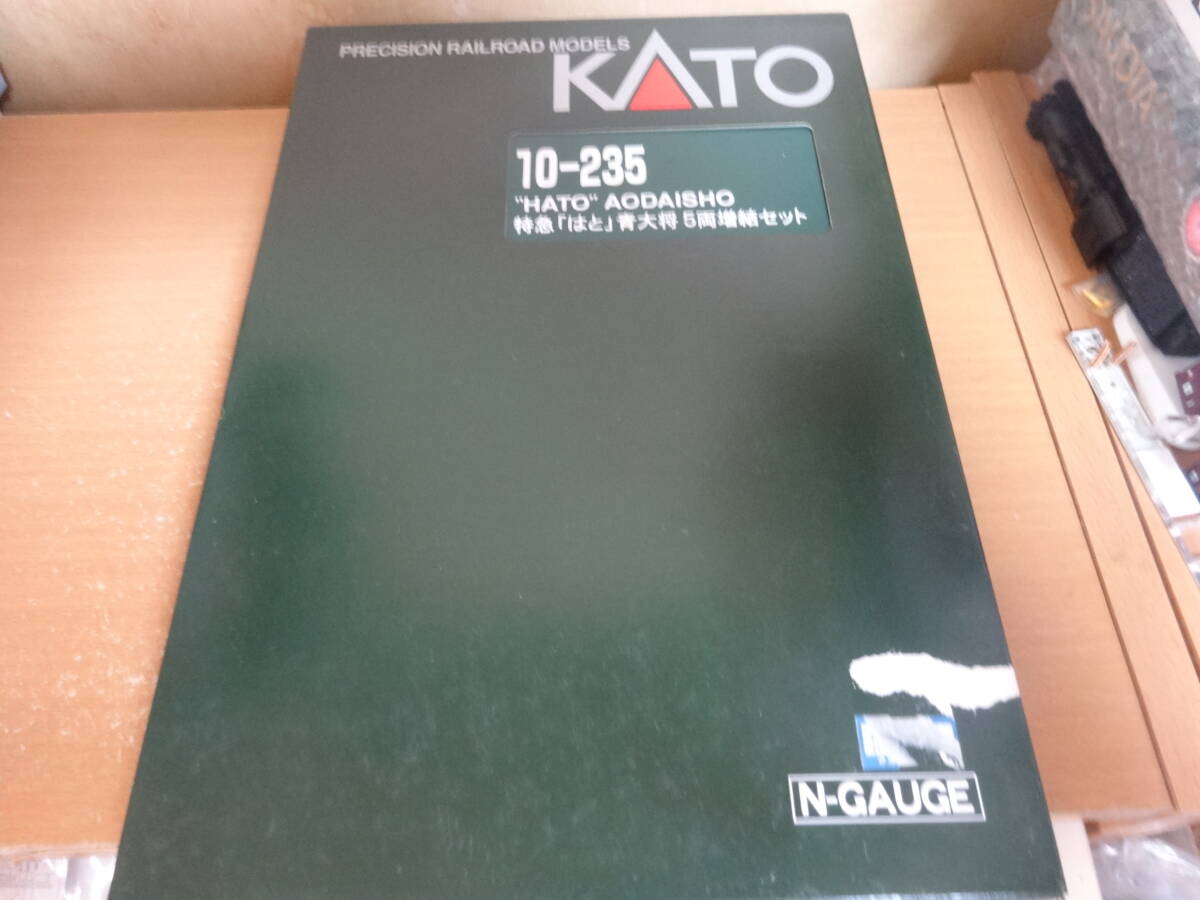 PRECISION RAILROAD MODELS
KATO
10-235
"HATO" AODAISHO
特急「はと」青大将 5両増結セット
N-GAUGE